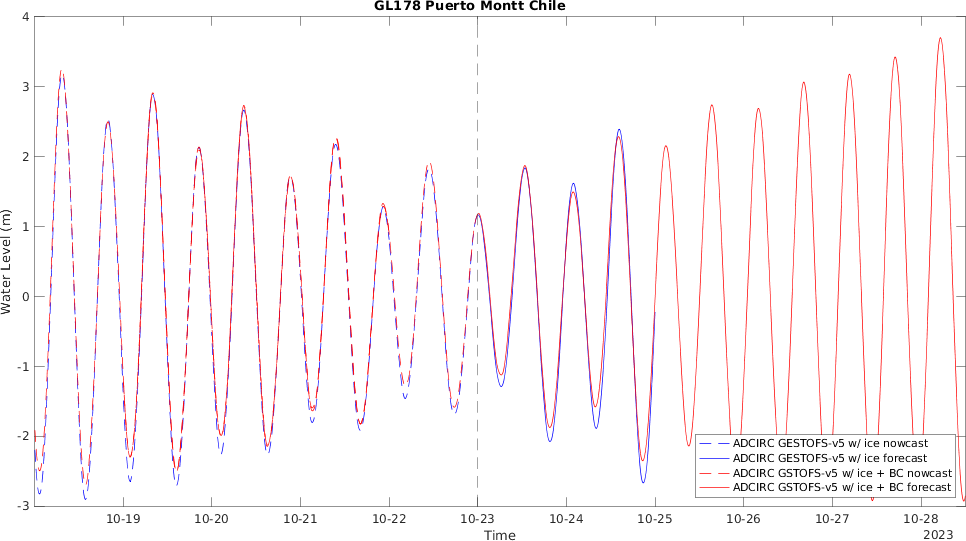 GL178 Puerto Montt Chile
4
3
2
1
0
-1
-2
-3
Water Level (m)
10-19
10-20
10-21
10-22
10-23
10-24
10-25
10-26
10-27
10-28
Time
2023
ADCIRC GESTOFS-v5 w/ ice nowcast
ADCIRC GESTOFS-v5 w/ ice forecast
ADCIRC GSTOFS-v5 w/ ice + BC nowcast
ADCIRC GSTOFS-v5 w/ ice + BC forecast